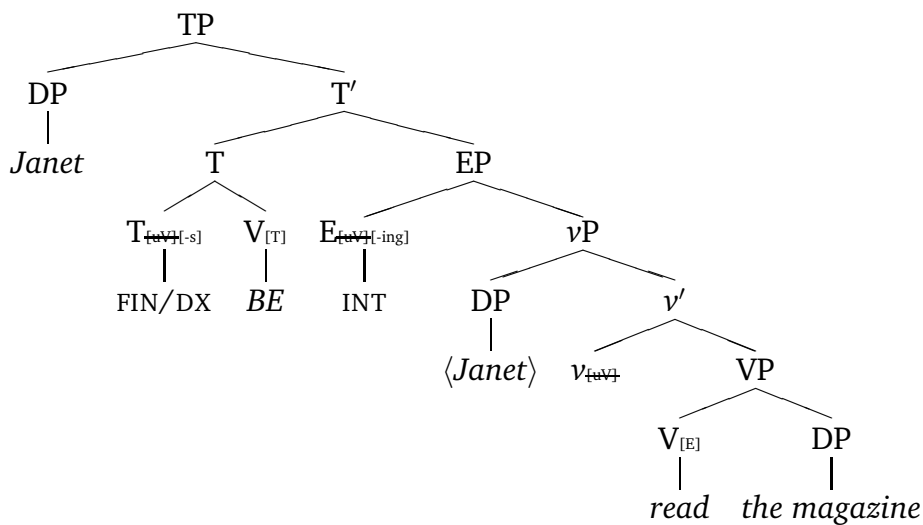 TP
DP T′
Janet T EP
T[uV][-s] V[T] E[uV][-ing] vP
FIN/DX BE INT DP v′
⟨Janet⟩ v[uV] VP
V[E] DP
read the magazine